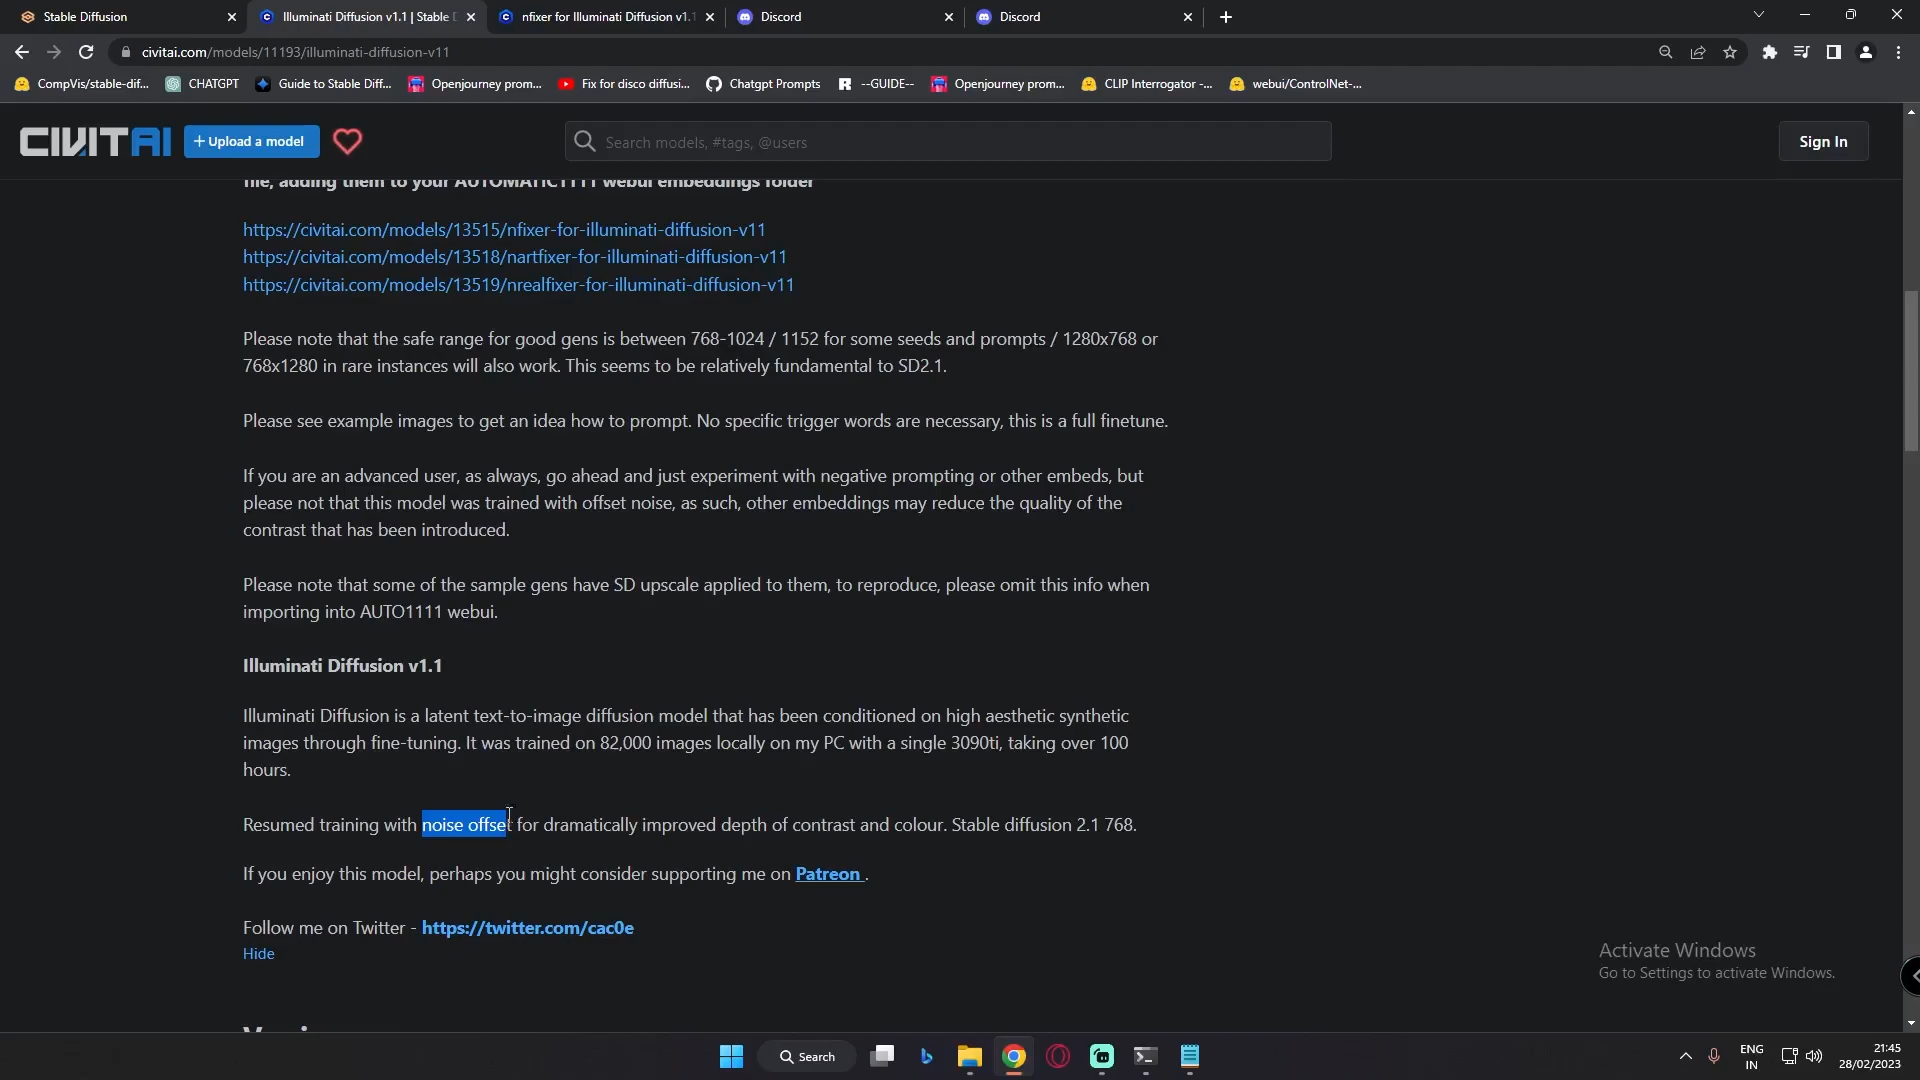 Stable Diffusion
Illuminati Diffusion v1.1 | Stable D
nfixer for Illuminati Diffusion v1.1
Discord
Discord
civitai.com/models/11193/illuminati-diffusion-v11
CompVis/stable-dif...
CHATGPT
Guide to Stable Diff...
Openjourney prom...
Fix for disco diffusi...
Chatgpt Prompts
--GUIDE--
Openjourney prom...
CLIP Interrogator -...
webui/ControlNet-...
CIVITAI
+ Upload a model
Search models, #tags, @users
Sign In
file, adding them to your AUTOMATIC1111 webui embeddings folder
https://civitai.com/models/13515/nfixer-for-illuminati-diffusion-v11
https://civitai.com/models/13518/nartfixer-for-illuminati-diffusion-v11
https://civitai.com/models/13519/nrealfixer-for-illuminati-diffusion-v11
Please note that the safe range for good gens is between 768-1024 / 1152 for some seeds and prompts / 1280x768 or
768x1280 in rare instances will also work. This seems to be relatively fundamental to SD2.1.
Please see example images to get an idea how to prompt. No specific trigger words are necessary, this is a full finetune.
If you are an advanced user, as always, go ahead and just experiment with negative prompting or other embeds, but
please not that this model was trained with offset noise, as such, other embeddings may reduce the quality of the
contrast that has been introduced.
Please note that some of the sample gens have SD upscale applied to them, to reproduce, please omit this info when
importing into AUTO1111 webui.
Illuminati Diffusion v1.1
Illuminati Diffusion is a latent text-to-image diffusion model that has been conditioned on high aesthetic synthetic
images through fine-tuning. It was trained on 82,000 images locally on my PC with a single 3090ti, taking over 100
hours.
Resumed training with noise offset for dramatically improved depth of contrast and colour. Stable diffusion 2.1 768.
If you enjoy this model, perhaps you might consider supporting me on Patreon .
Follow me on Twitter - https://twitter.com/cac0e
Hide
Activate Windows
Go to Settings to activate Windows.
Search
ENG
IN
21:45
28/02/2023